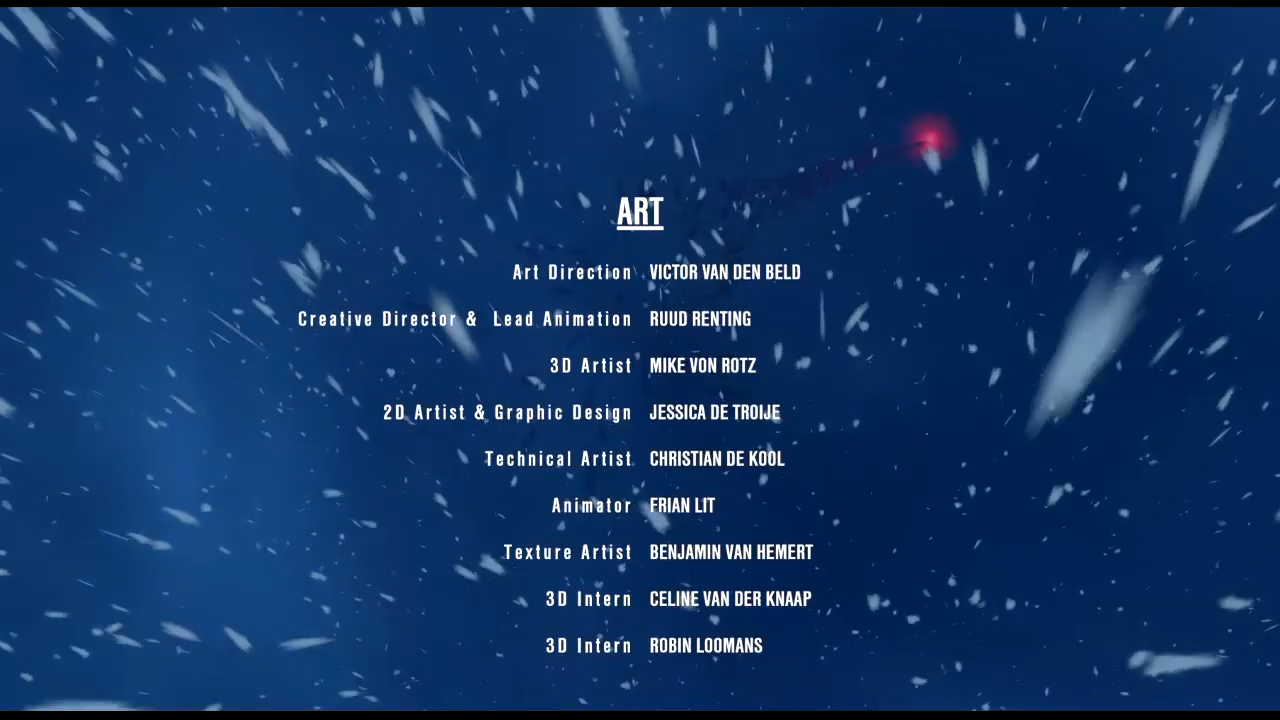 ART
Art Direction VICTOR VAN DEN BELD
Creative Director & Lead Animation RUUD RENTING
3D Artist MIKE VON ROTZ
2D Artist & Graphic Design JESSICA DE TROIJE
Technical Artist CHRISTIAN DE KOOL
Animator FRIAN LIT
Texture Artist BENJAMIN VAN HEMERT
3D Intern CELINE VAN DER KNAAP
3D Intern ROBIN LOOMANS